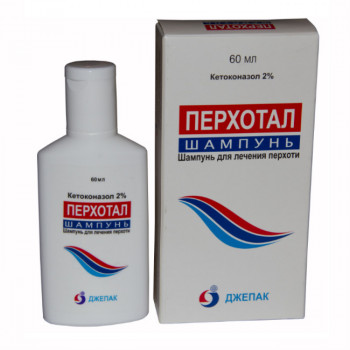 60 мл
Кетоконазол 2%
ПЕРХОТАЛ
ШАМПУНЬ
Шампунь для лечения перхоти
ДЖЕПАК
60 мл
Кетоконазол 2%
ПЕРХОТАЛ
ШАМПУНЬ
Шампунь для лечения перхоти
ДЖЕПАК